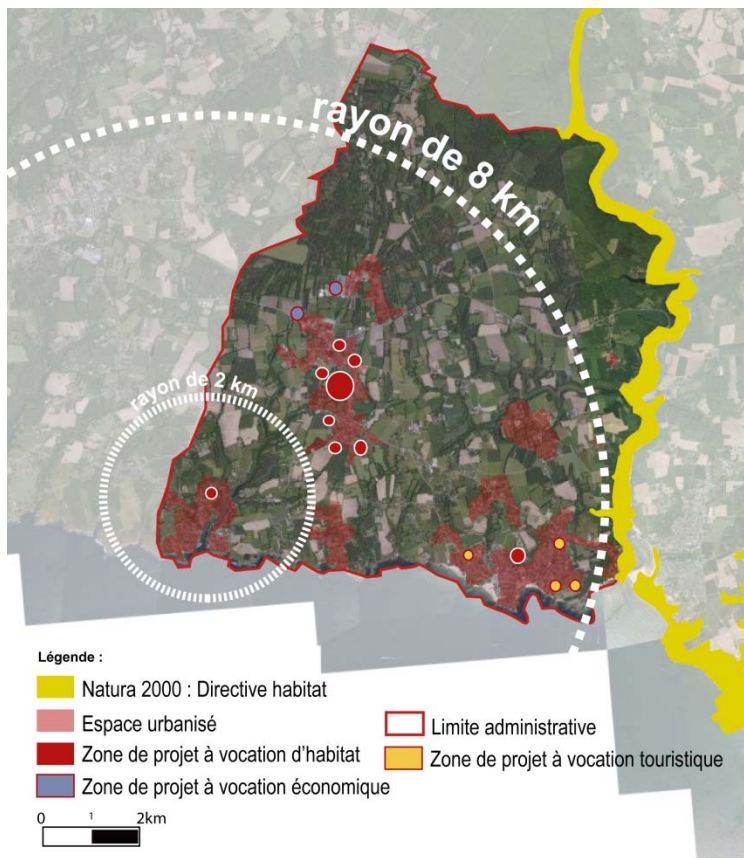 rayon de 8 km
rayon de 2 km
Légende :
Natura 2000 : Directive habitat
Espace urbanisé
Limite administrative
Zone de projet à vocation d'habitat
Zone de projet à vocation touristique
Zone de projet à vocation économique
0 1 2km